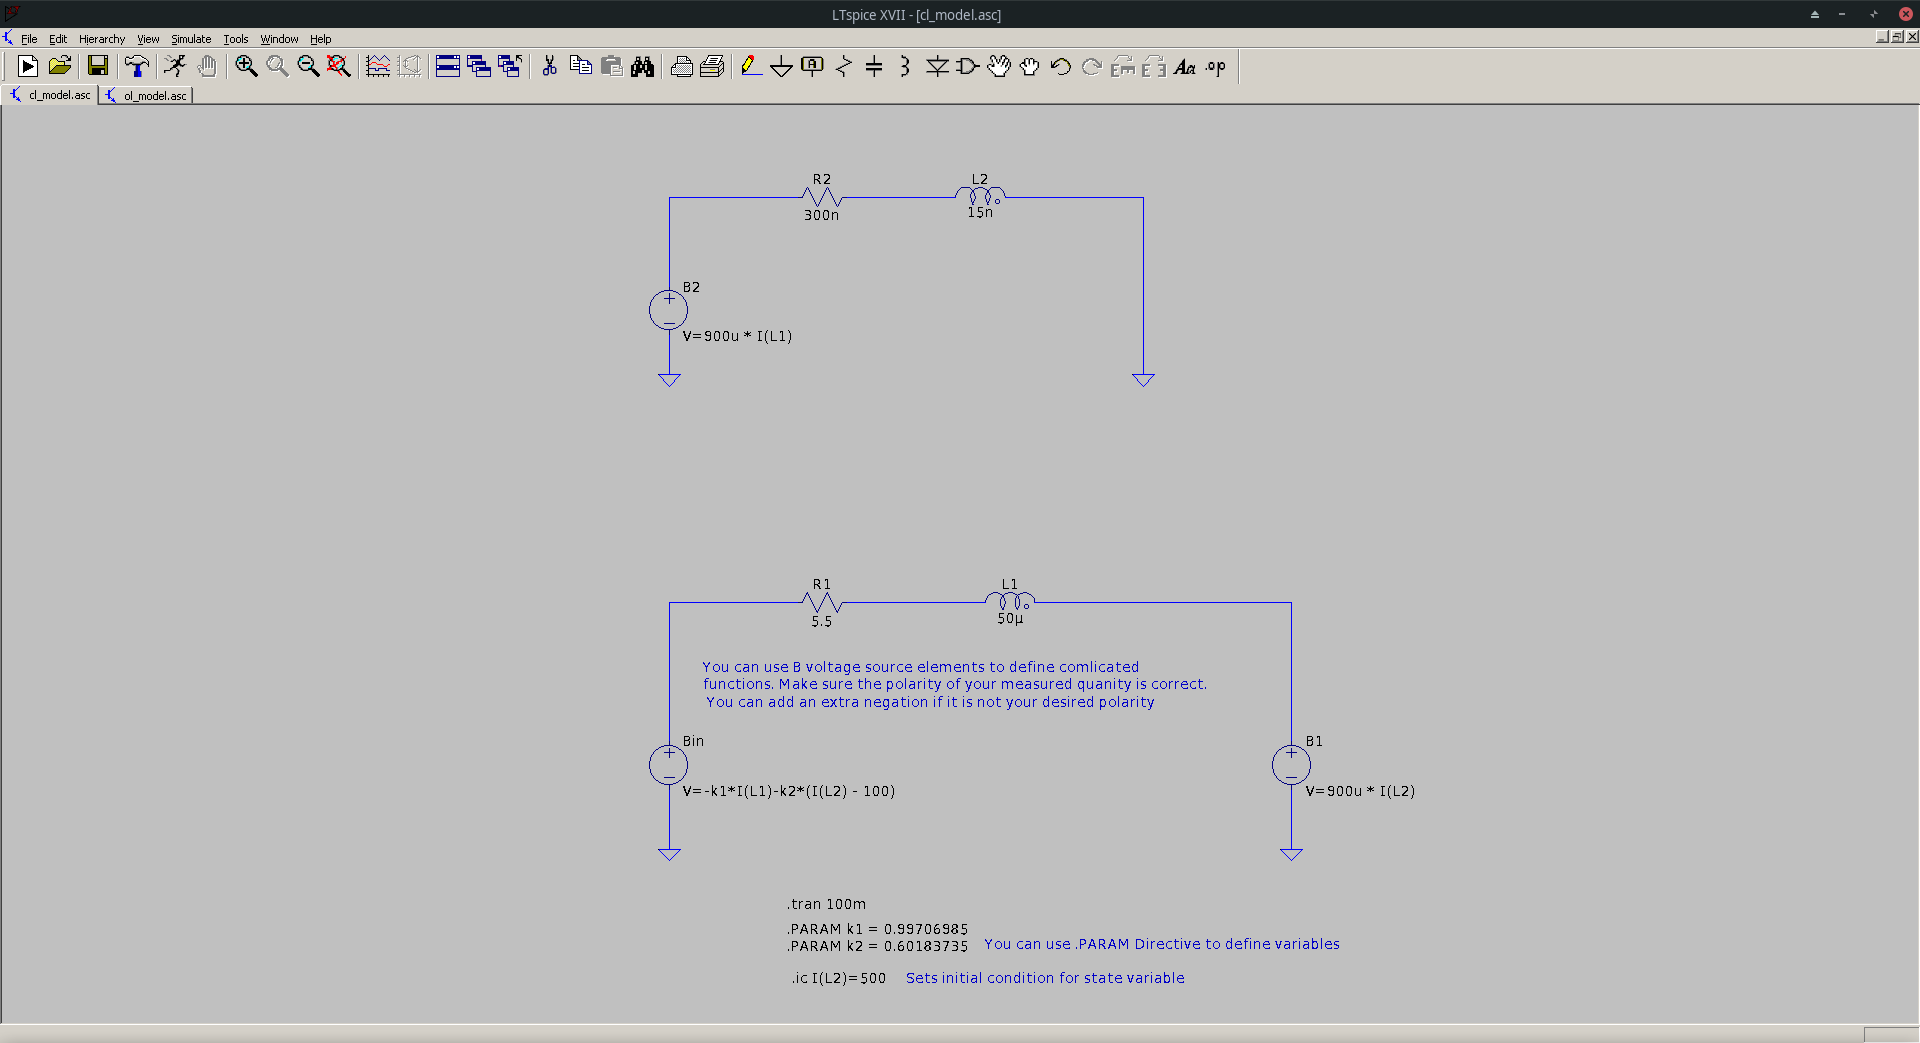 LTspice XVII - [cl_model.asc]
File Edit Hierarchy View Simulate Tools Window Help
A Aa .op
cl_model.asc ol_model.asc
R2
300n
L2
15n
B2
V=900u * I(L1)
R1
5.5
L1
50µ
You can use B voltage source elements to define comlicated
functions. Make sure the polarity of your measured quanity is correct.
You can add an extra negation if it is not your desired polarity
Bin
V=-k1*I(L1)-k2*(I(L2) - 100)
B1
V=900u * I(L2)
.tran 100m
.PARAM k1 = 0.99706985
.PARAM k2 = 0.60183735
You can use .PARAM Directive to define variables
.ic I(L2)=500 Sets initial condition for state variable